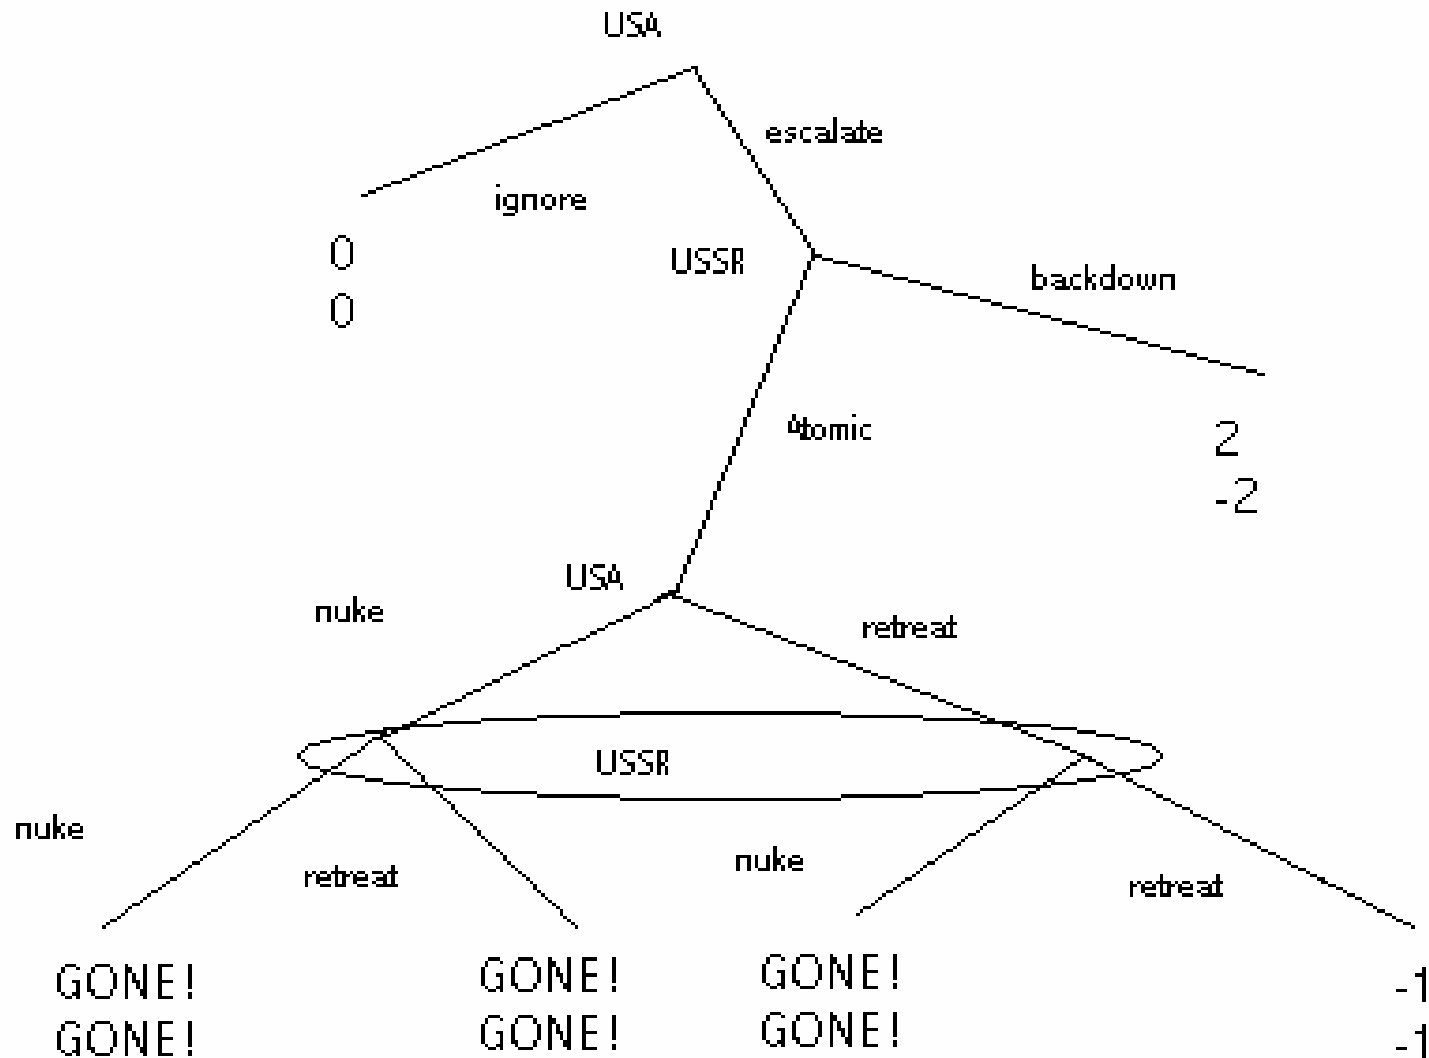 USA
escalate
ignore
0
0
USSR
backdown
Atomic
2
-2
USA
nuke
retreat
USSR
nuke
retreat
nuke
retreat
GONE! GONE! GONE! -1
GONE! GONE! GONE! -1